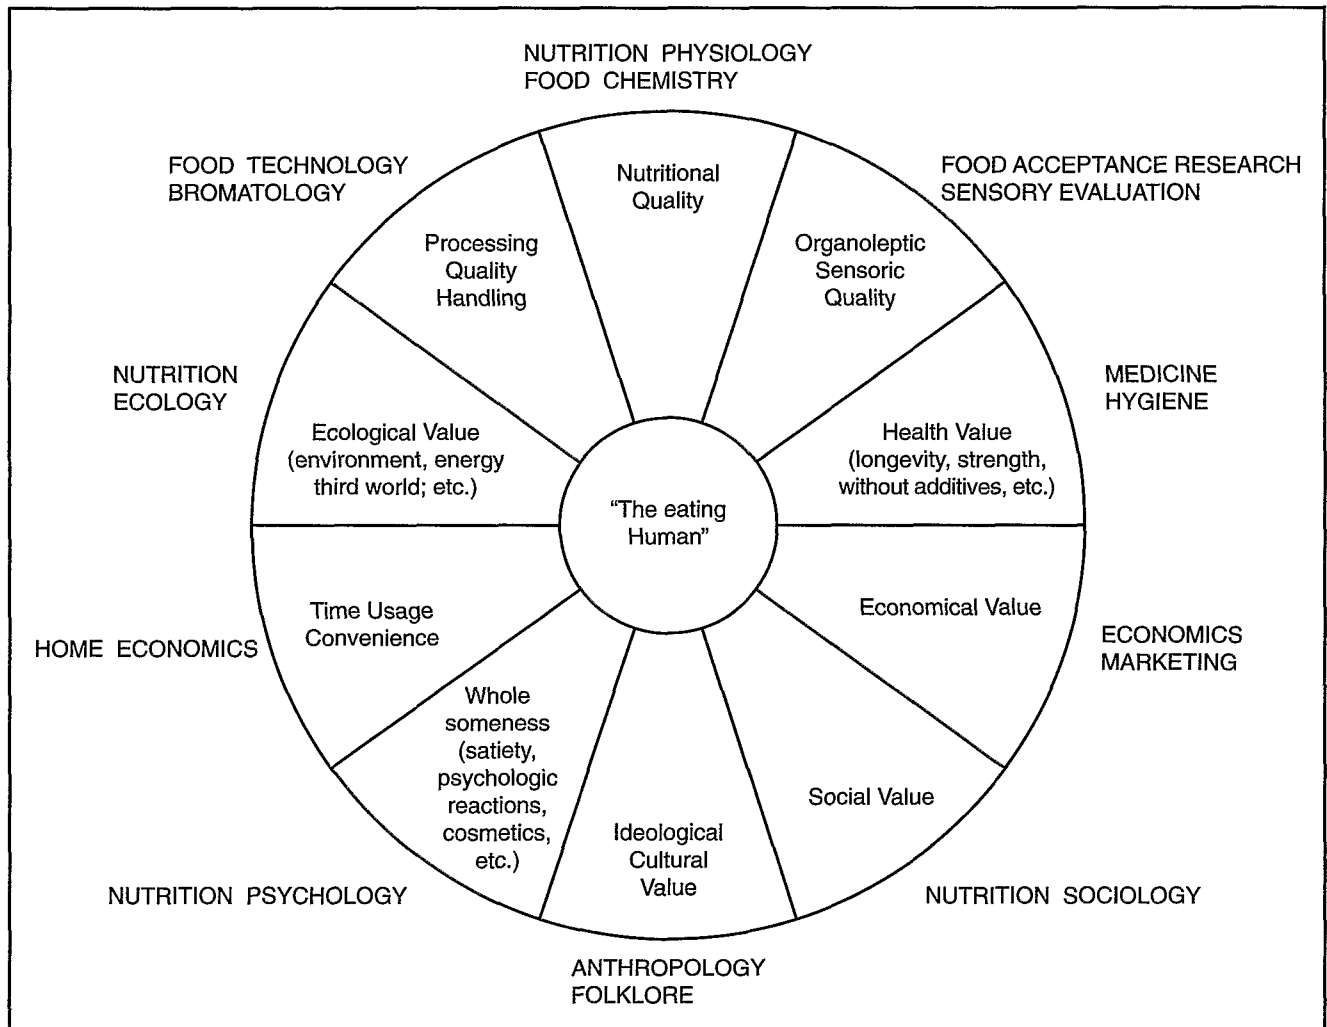 NUTRITION PHYSIOLOGY
FOOD CHEMISTRY
FOOD TECHNOLOGY
BROMATOLOGY
FOOD ACCEPTANCE RESEARCH
SENSORY EVALUATION
Nutritional
Quality
Processing
Quality
Handling
Organoleptic
Sensoric
Quality
NUTRITION
ECOLOGY
MEDICINE
HYGIENE
Ecological Value
(environment, energy
third world; etc.)
Health Value
(longevity, strength,
without additives, etc.)
“The eating
Human”
Time Usage
Convenience
Economical Value
HOME ECONOMICS
ECONOMICS
MARKETING
Whole
someness
(satiety,
psychologic
reactions,
cosmetics,
etc.)
Social Value
Ideological
Cultural
Value
NUTRITION PSYCHOLOGY
NUTRITION SOCIOLOGY
ANTHROPOLOGY
FOLKLORE